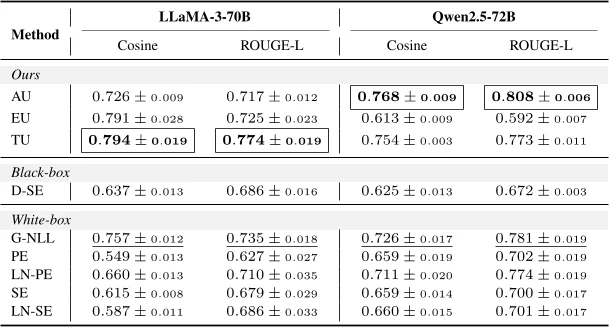 Method LLaMA-3-70B Qwen2.5-72B
Cosine ROUGE-L Cosine ROUGE-L
Ours
AU 0.726 ± 0.009 0.717 ± 0.012 0.768 ± 0.009 0.808 ± 0.006
EU 0.791 ± 0.028 0.725 ± 0.023 0.613 ± 0.009 0.592 ± 0.007
TU 0.794 ± 0.019 0.774 ± 0.019 0.754 ± 0.003 0.773 ± 0.011
Black-box
D-SE 0.637 ± 0.013 0.686 ± 0.016 0.625 ± 0.013 0.672 ± 0.003
White-box
G-NLL 0.757 ± 0.012 0.735 ± 0.018 0.726 ± 0.017 0.781 ± 0.019
PE 0.549 ± 0.013 0.627 ± 0.027 0.659 ± 0.019 0.702 ± 0.019
LN-PE 0.660 ± 0.013 0.710 ± 0.035 0.711 ± 0.020 0.774 ± 0.019
SE 0.615 ± 0.008 0.679 ± 0.029 0.659 ± 0.014 0.700 ± 0.017
LN-SE 0.587 ± 0.011 0.686 ± 0.033 0.660 ± 0.015 0.701 ± 0.017